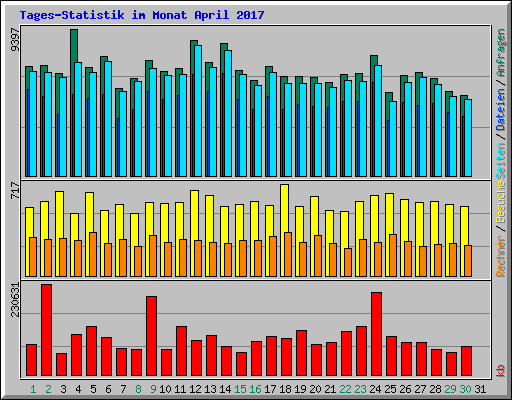 Tages-Statistik im Monat April 2017
9397
717
230631
Rechner / Besuche Seiten / Dateien / Anfragen
kb
1 2 3 4 5 6 7 8 9 10 11 12 13 14 15 16 17 18 19 20 21 22 23 24 25 26 27 28 29 30 31